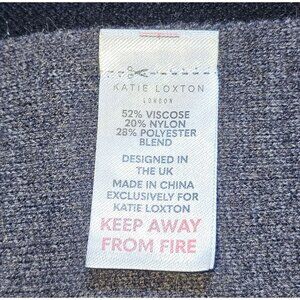 KATIE LOXTON
LONDON
52% VISCOSE
20% NYLON
28% POLYESTER
BLEND
DESIGNED IN
THE UK
MADE IN CHINA
EXCLUSIVELY FOR
KATIE LOXTON
KEEP AWAY
FROM FIRE